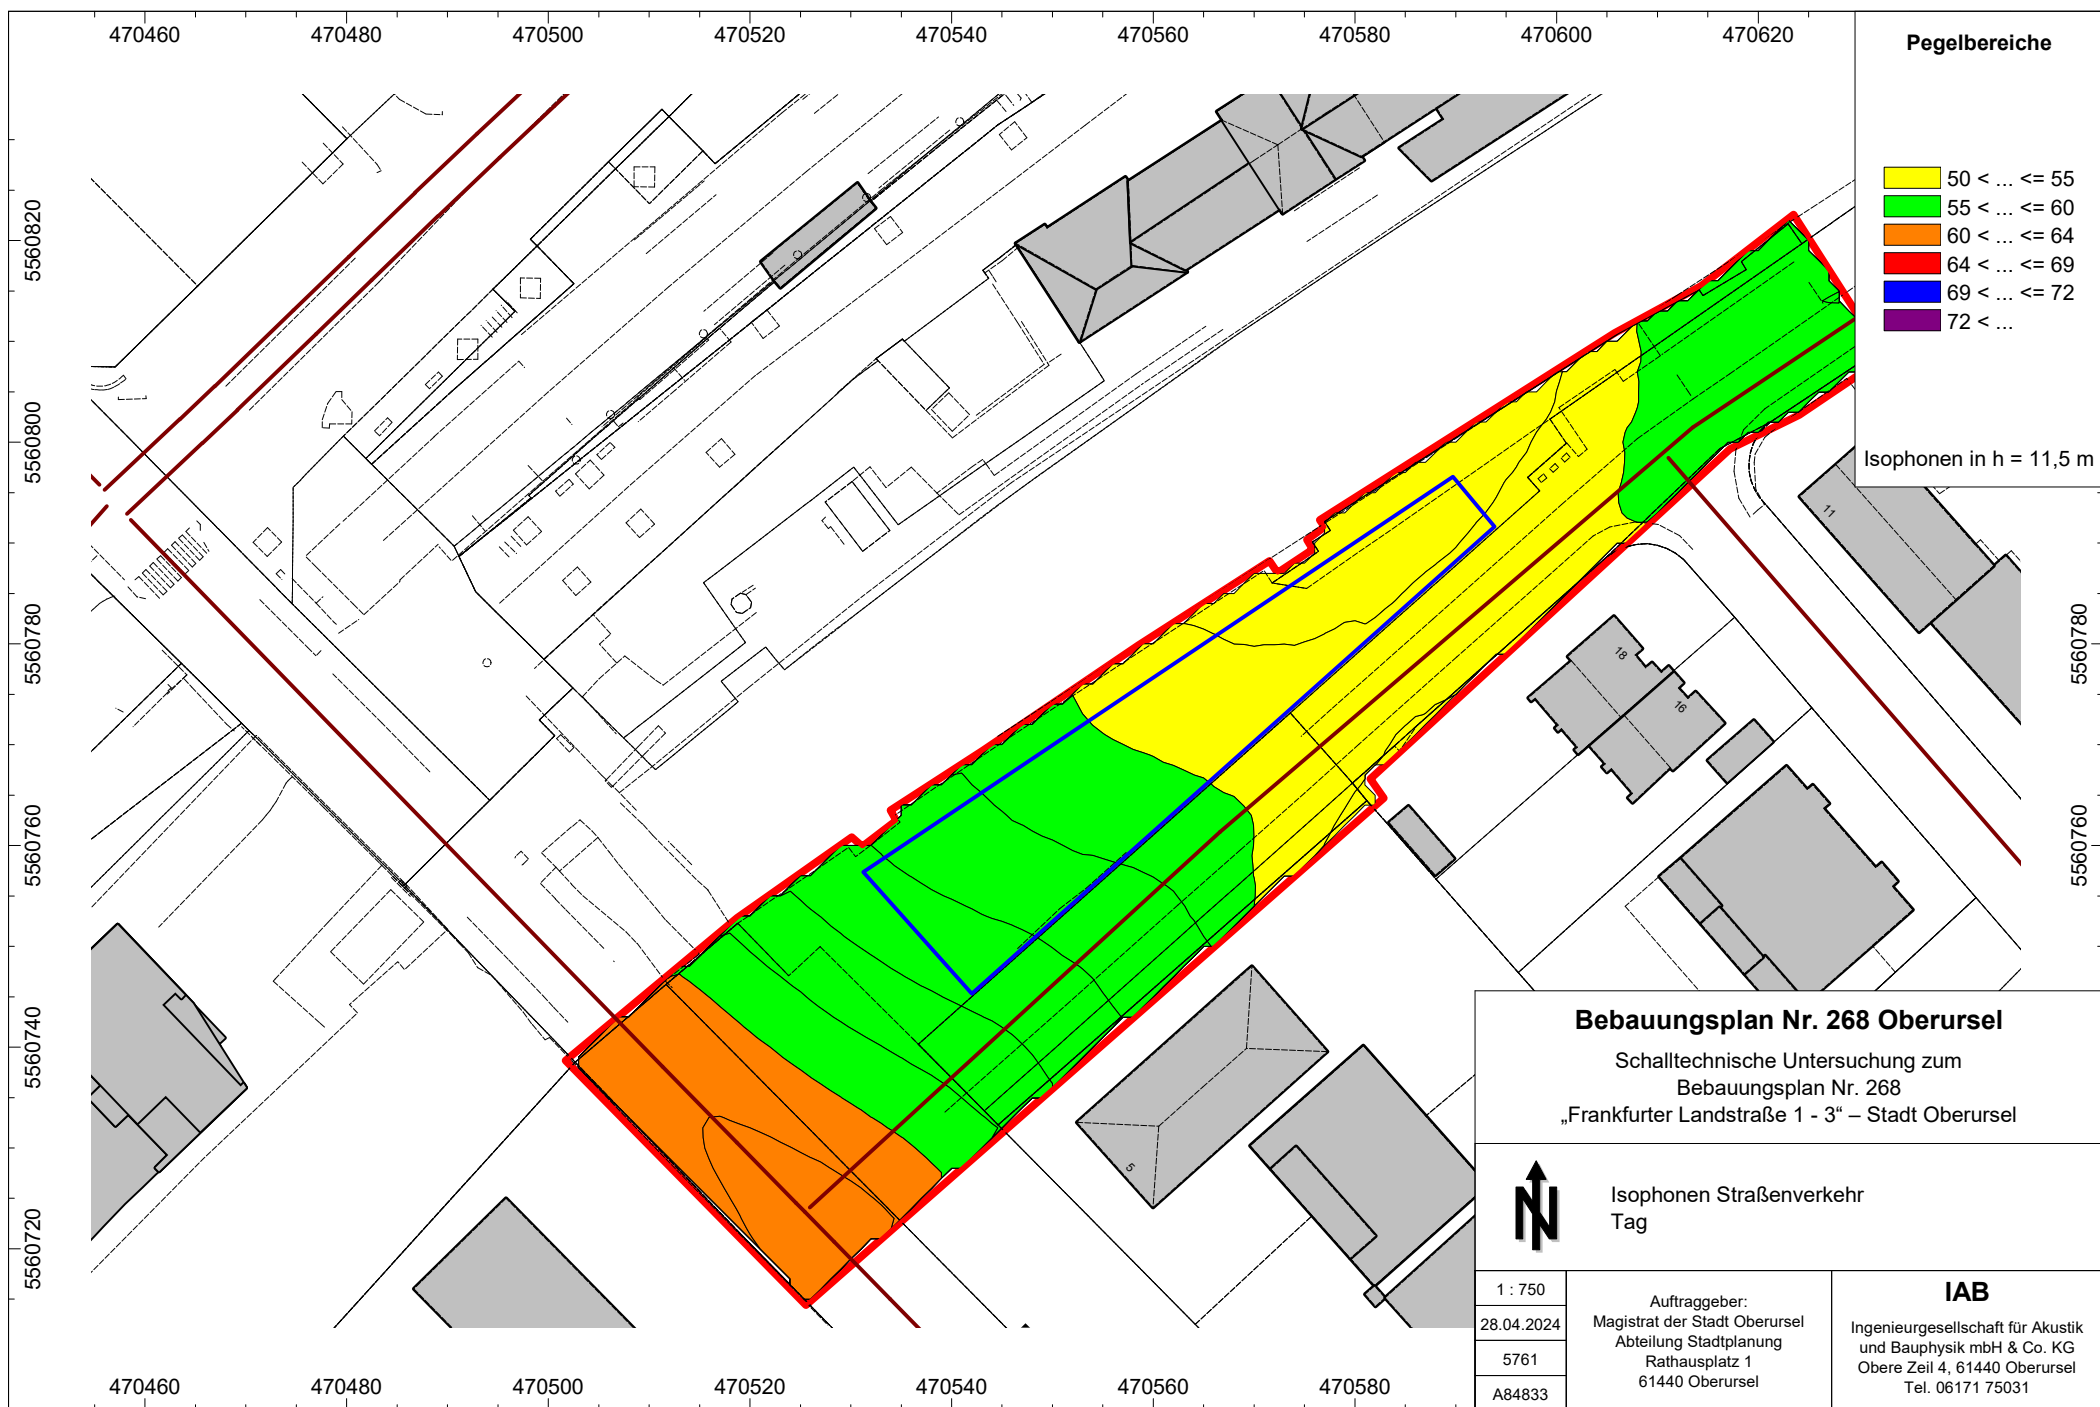 470460 470480 470500 470520 470540 470560 470580 470600 470620
Pegelbereiche
50 < ... <= 55
55 < ... <= 60
60 < ... <= 64
64 < ... <= 69
69 < ... <= 72
72 < ...
Isophonen in h = 11,5 m
5560820
5560800
5560780
5560760
5560740
5560720
5560780
5560760
11
18
16
5
Bebauungsplan Nr. 268 Oberursel
Schalltechnische Untersuchung zum
Bebauungsplan Nr. 268
„Frankfurter Landstraße 1 - 3“ – Stadt Oberursel
N
Isophonen Straßenverkehr
Tag
1 : 750
28.04.2024
5761
A84833
Auftraggeber:
Magistrat der Stadt Oberursel
Abteilung Stadtplanung
Rathausplatz 1
61440 Oberursel
IAB
Ingenieurgesellschaft für Akustik
und Bauphysik mbH & Co. KG
Obere Zeil 4, 61440 Oberursel
Tel. 06171 75031
470460 470480 470500 470520 470540 470560 470580